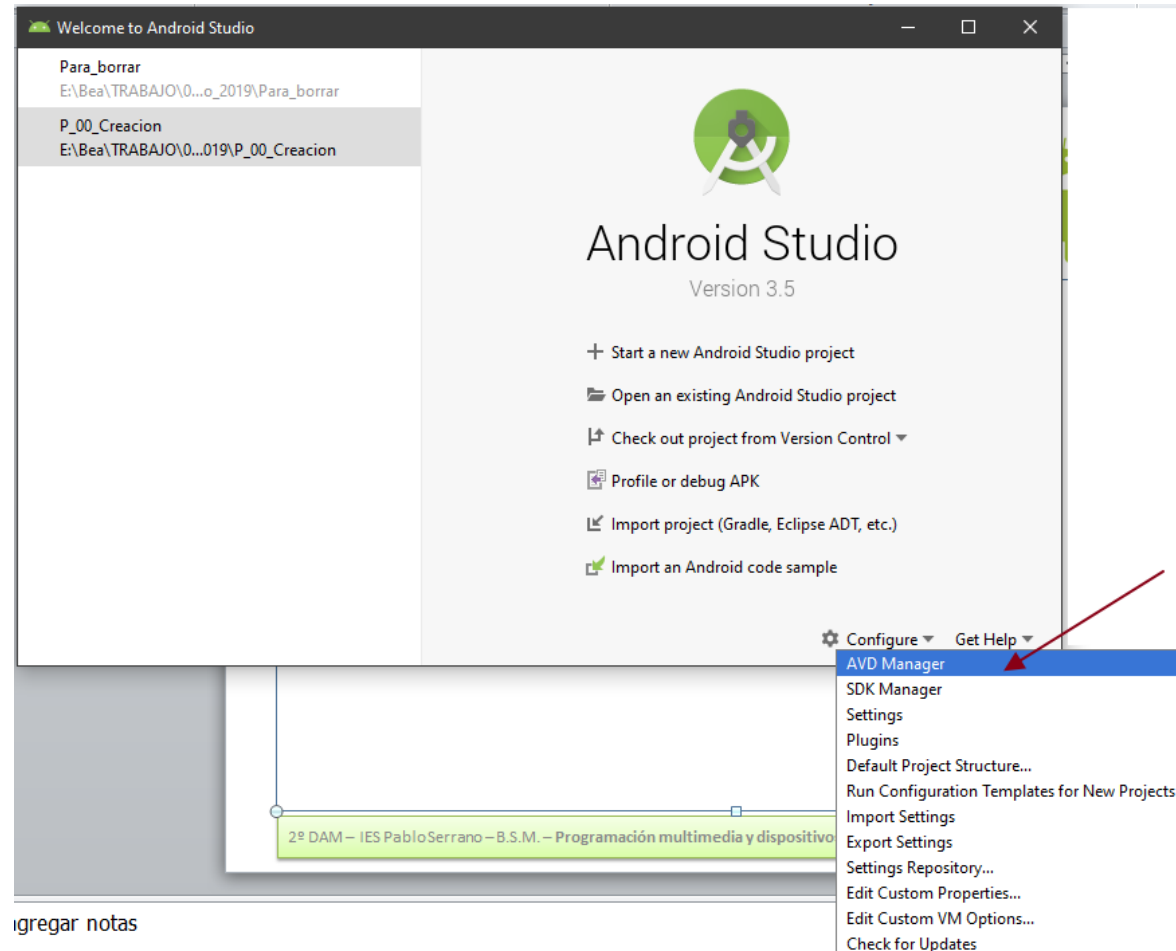 Welcome to Android Studio
Para_borrar
E:\Bea\TRABAJO\0...o_2019\Para_borrar
P_00_Creacion
E:\Bea\TRABAJO\0...019\P_00_Creacion
Android Studio
Version 3.5
Start a new Android Studio project
Open an existing Android Studio project
Check out project from Version Control
Profile or debug APK
Import project (Gradle, Eclipse ADT, etc.)
Import an Android code sample
Configure
Get Help
AVD Manager
SDK Manager
Settings
Plugins
Default Project Structure...
Run Configuration Templates for New Projects
Import Settings
Export Settings
Settings Repository...
Edit Custom Properties...
Edit Custom VM Options...
Check for Updates
2º DAM – IES Pablo Serrano – B.S.M. – Programación multimedia y dispositivo
agregar notas